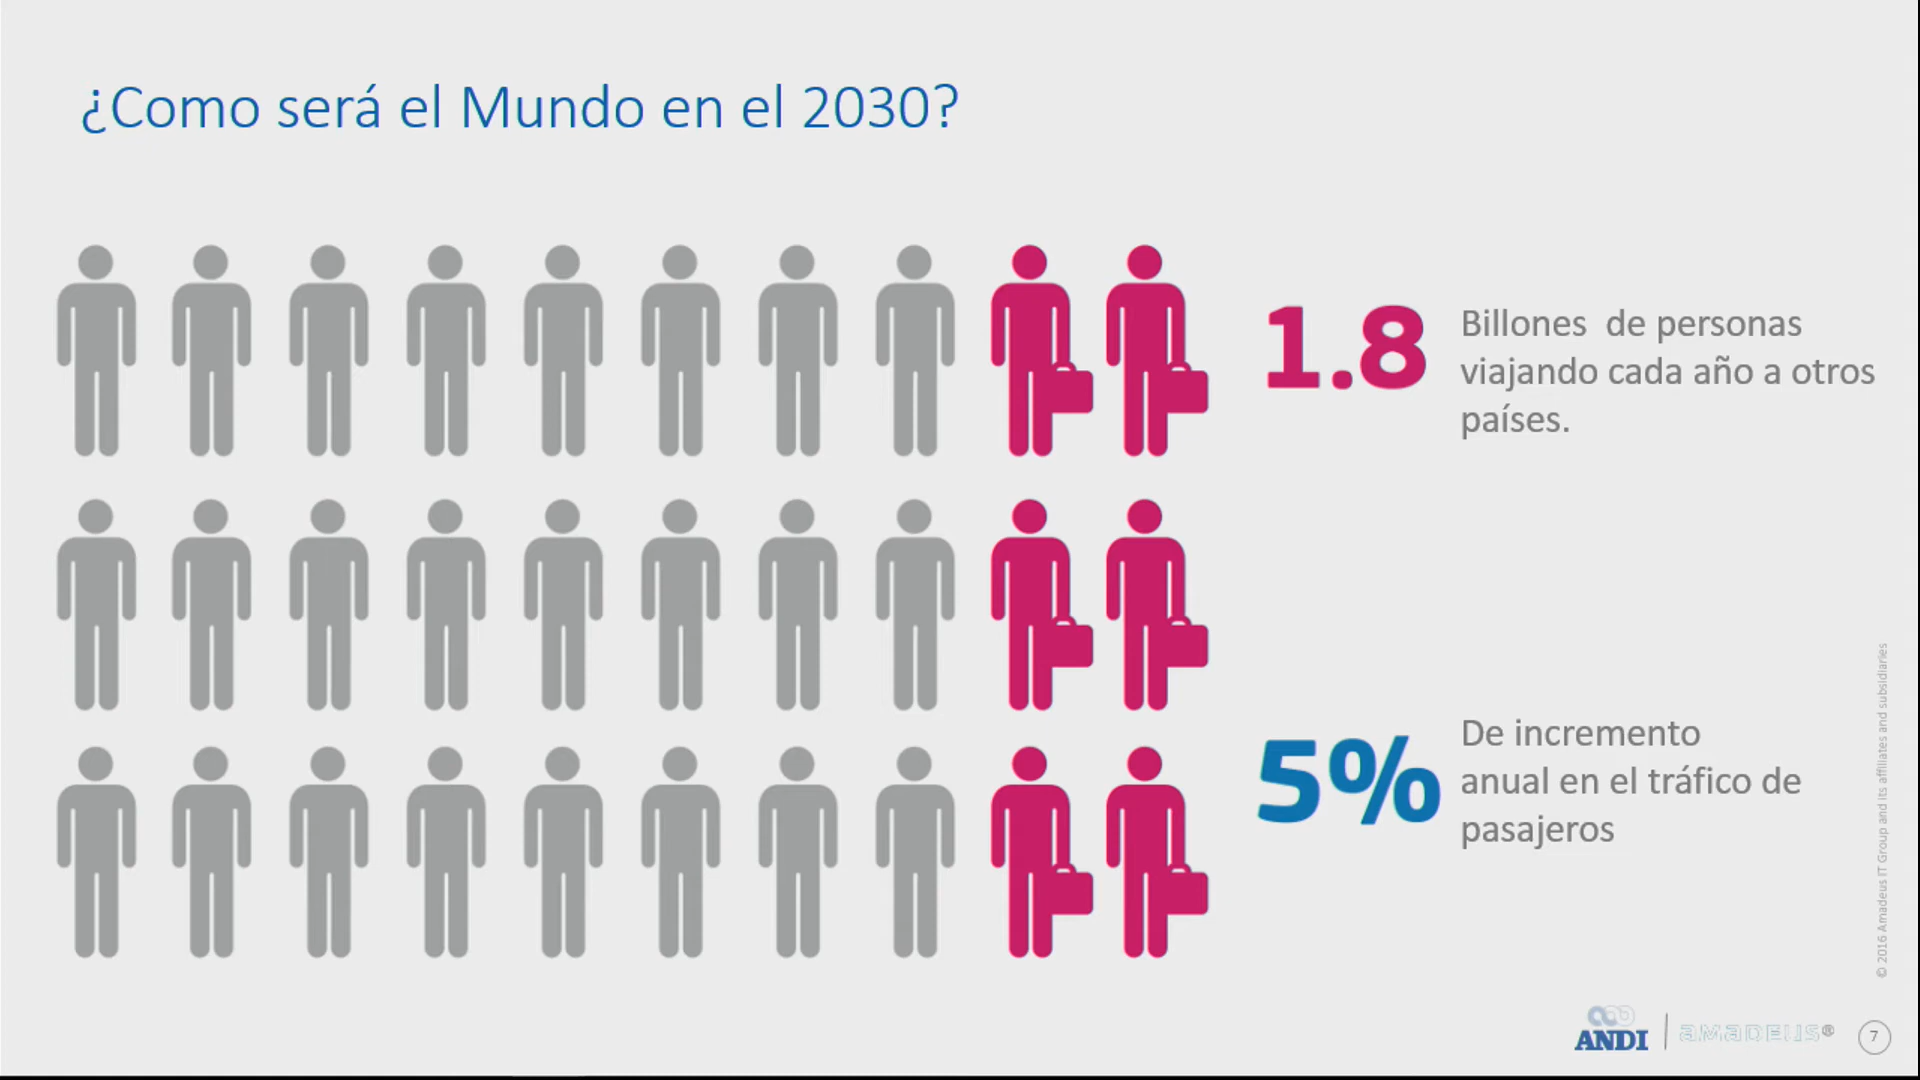 ¿Como será el Mundo en el 2030?
1.8
Billones de personas
viajando cada año a otros
países.
5%
De incremento
anual en el tráfico de
pasajeros
© 2016 Amadeus IT Group and its affiliates and subsidiaries
ANDI
amadeus®
7